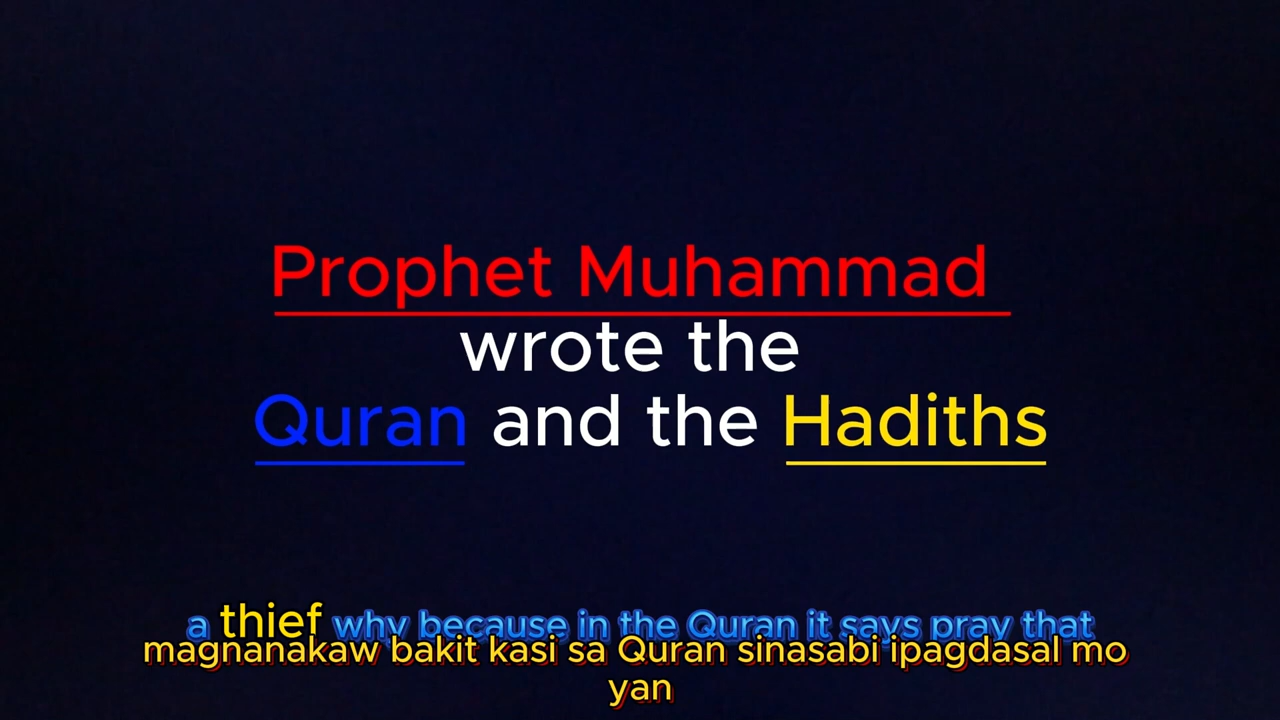 Prophet Muhammad
wrote the
Quran and the Hadiths
a thief why because in the Quran it says pray that
magnanakaw bakit kasi sa Quran sinasabi ipagdasal mo
yan